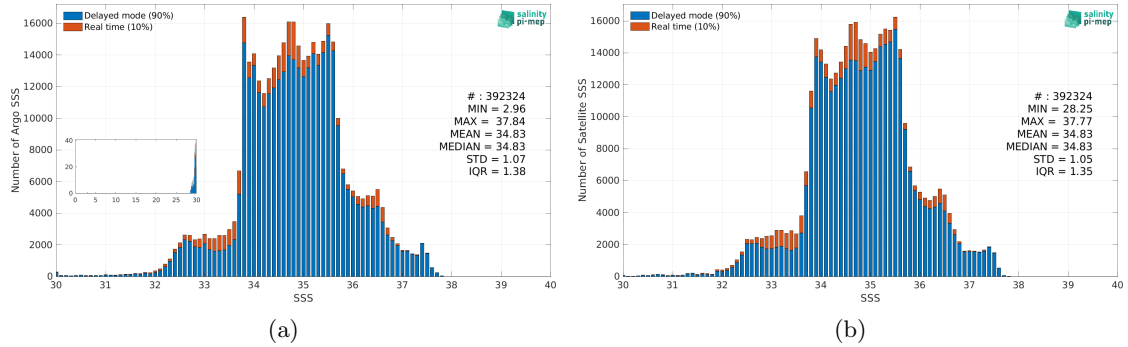 Delayed mode (90%)
Real time (10%)
salinity
pi-mep
Number of Argo SSS
16000
14000
12000
10000
8000
6000
4000
2000
0
# : 392324
MIN = 2.96
MAX = 37.84
MEAN = 34.83
MEDIAN = 34.83
STD = 1.07
IQR = 1.38
40
20
0
0 5 10 15 20 25 30
30 31 32 33 34 35 36 37 38 39 40
SSS
(a)
Delayed mode (90%)
Real time (10%)
salinity
pi-mep
Number of Satellite SSS
16000
14000
12000
10000
8000
6000
4000
2000
0
# : 392324
MIN = 28.25
MAX = 37.77
MEAN = 34.83
MEDIAN = 34.83
STD = 1.05
IQR = 1.35
30 31 32 33 34 35 36 37 38 39 40
SSS
(b)